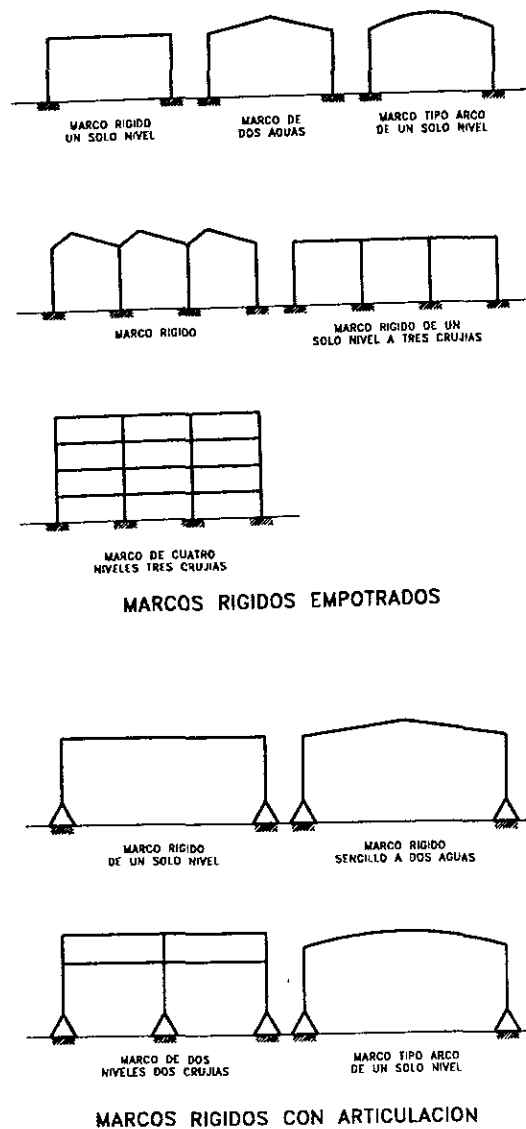 MARCO RIGIDO
UN SOLO NIVEL
MARCO DE
DOS AGUAS
MARCO TIPO ARCO
DE UN SOLO NIVEL
MARCO RIGIDO
MARCO RIGIDO DE UN
SOLO NIVEL A TRES CRUJIAS
MARCO DE CUATRO
NIVELES TRES CRUJIAS
MARCOS RIGIDOS EMPOTRADOS
MARCO RIGIDO
DE UN SOLO NIVEL
MARCO RIGIDO
SENCILLO A DOS AGUAS
MARCO DE DOS
NIVELES DOS CRUJIAS
MARCO TIPO ARCO
DE UN SOLO NIVEL
MARCOS RIGIDOS CON ARTICULACION